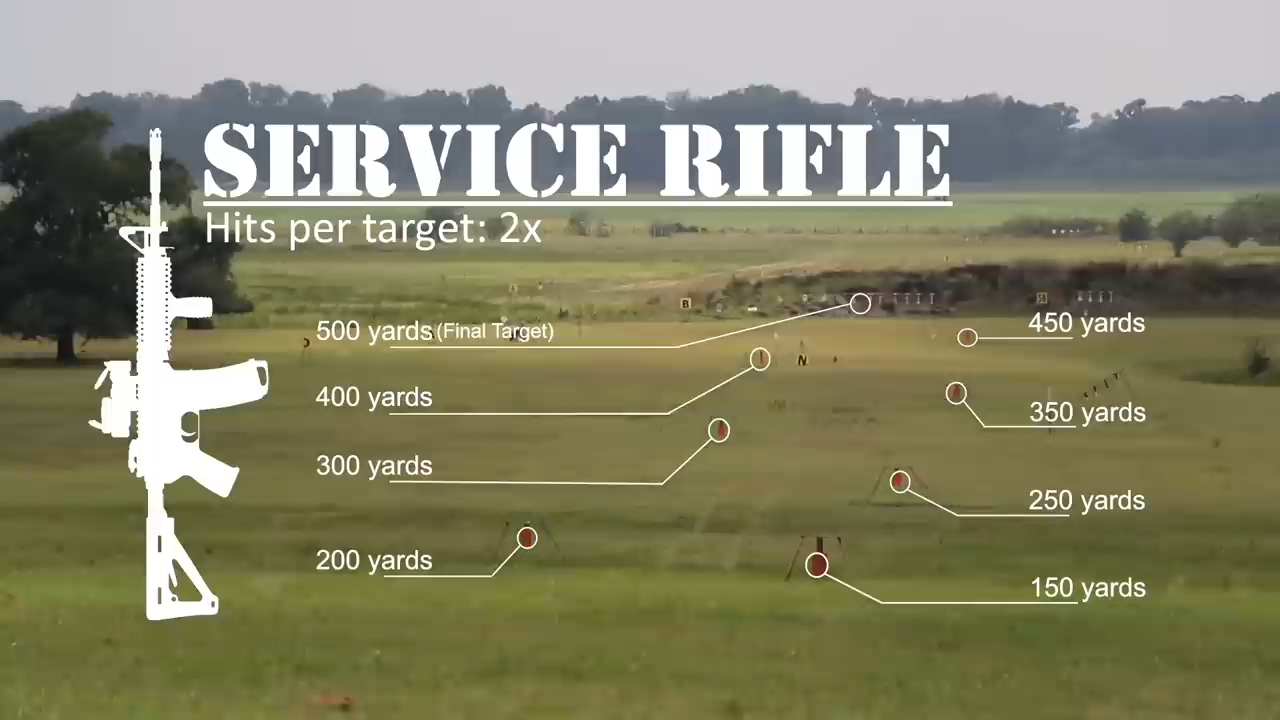 SERVICE RIFLE
Hits per target: 2x
500 yards (Final Target)
450 yards
400 yards
350 yards
300 yards
250 yards
200 yards
150 yards
B
N